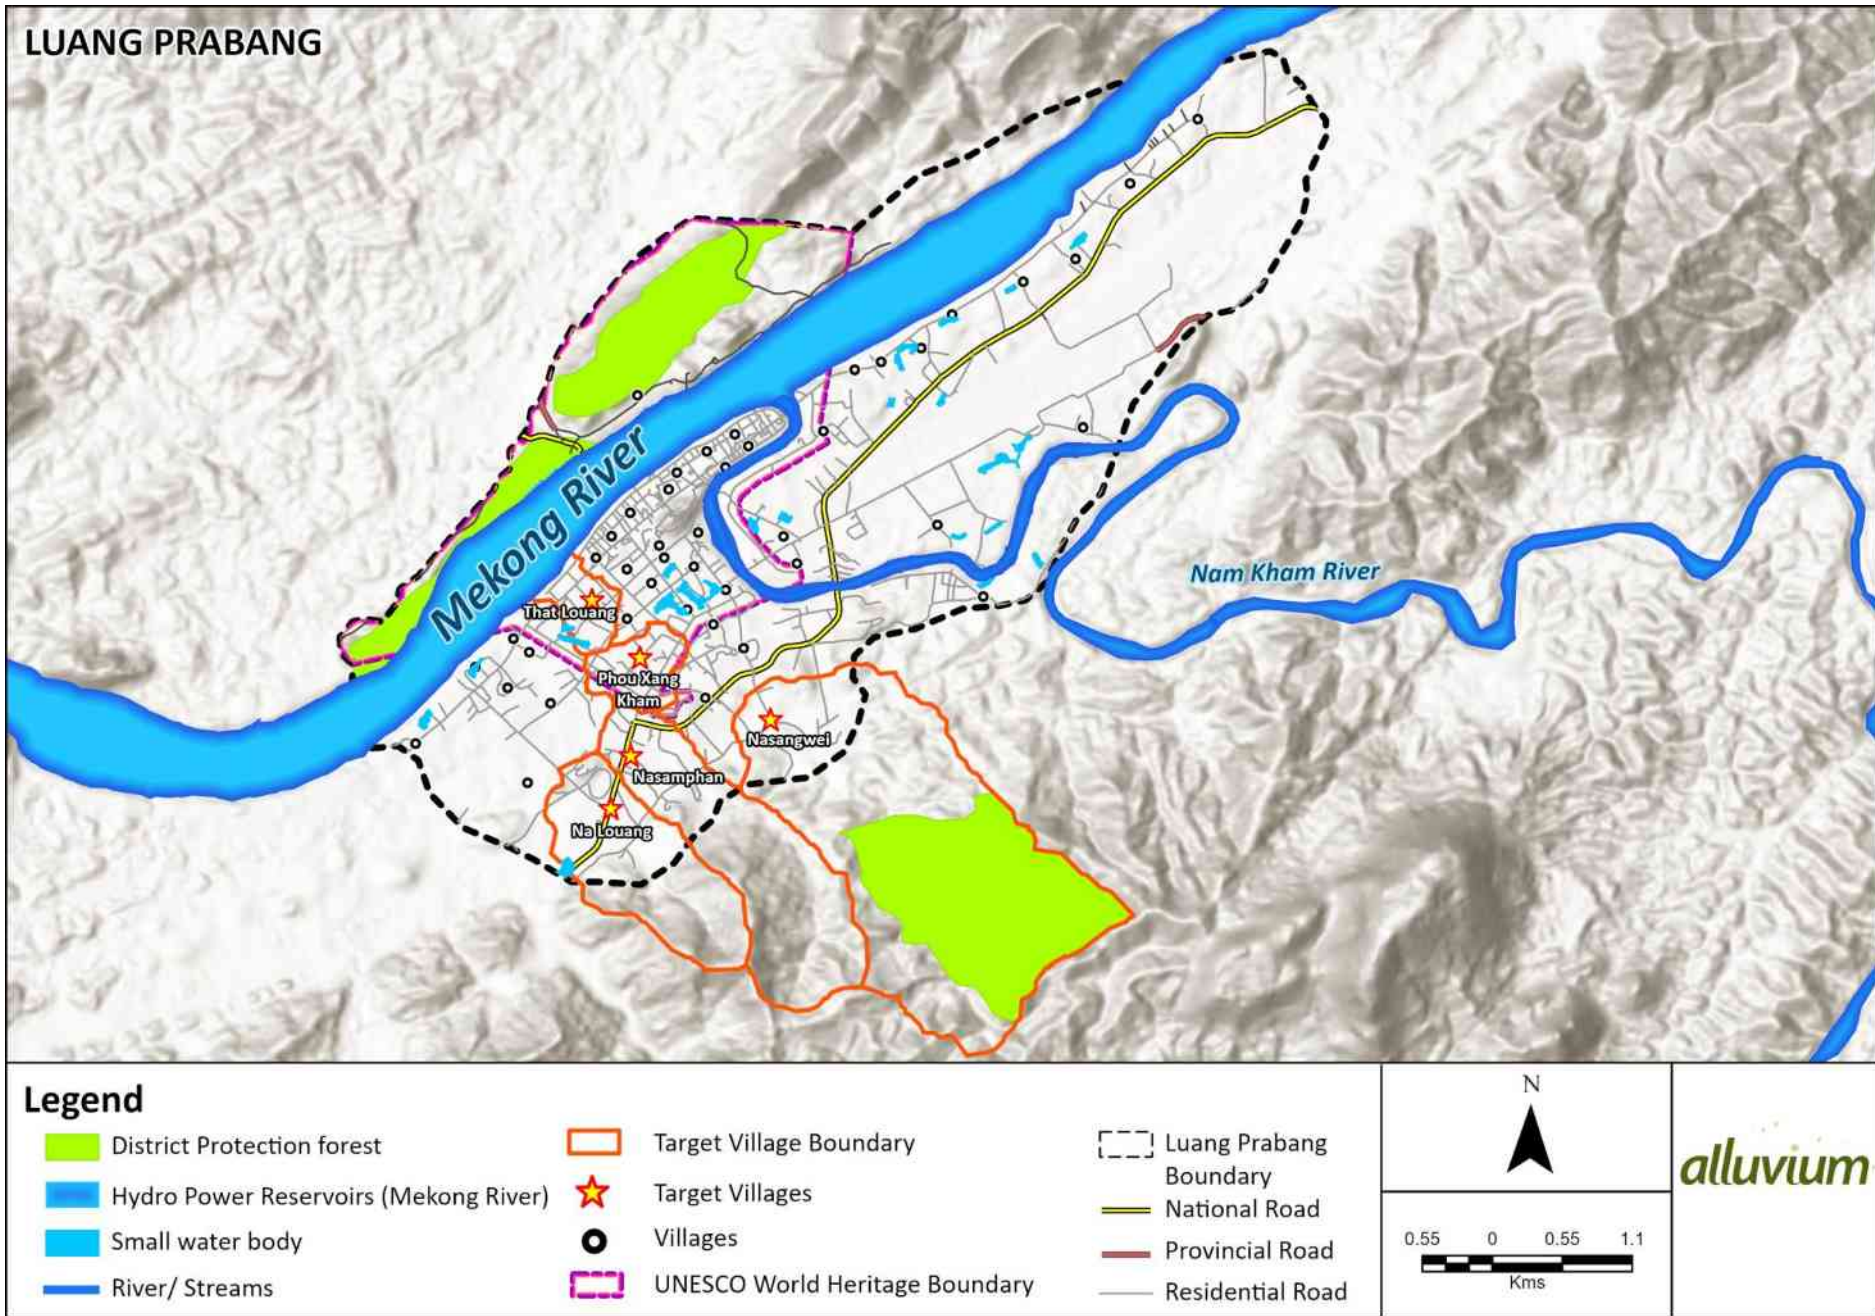 LUANG PRABANG
Mekong River
Nam Kham River
That Louang
Phou Xang
Kham
Nasangwei
Nasamphan
Na Louang
Legend
District Protection forest
Hydro Power Reservoirs (Mekong River)
Small water body
River/ Streams
Target Village Boundary
Target Villages
Villages
UNESCO World Heritage Boundary
Luang Prabang
Boundary
National Road
Provincial Road
Residential Road
N
0.55 0 0.55 1.1
Kms
alluvium